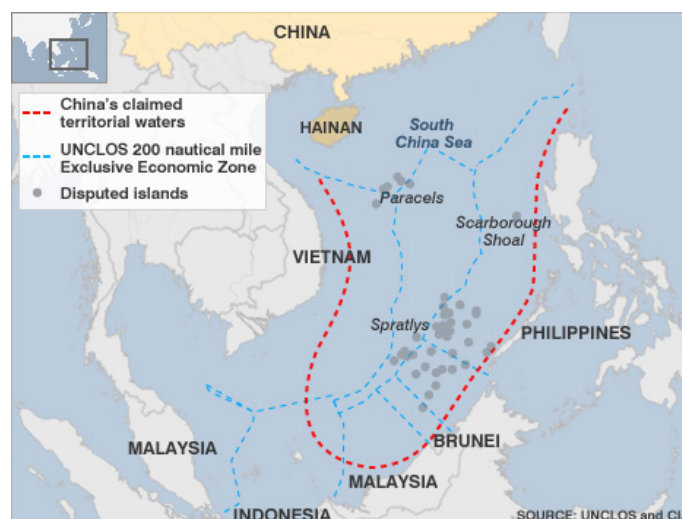 CHINA
China's claimed
territorial waters
UNCLOS 200 nautical mile
Exclusive Economic Zone
Disputed islands
HAINAN
South
China Sea
Paracels
Scarborough
Shoal
VIETNAM
Spratlys
PHILIPPINES
MALAYSIA
BRUNEI
MALAYSIA
INDONESIA
SOURCE: UNCLOS and CI